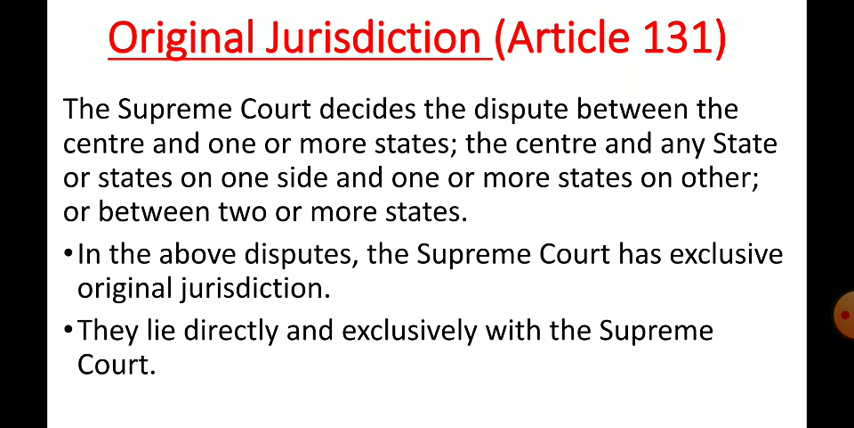 Original Jurisdiction (Article 131)
The Supreme Court decides the dispute between the
centre and one or more states; the centre and any State
or states on one side and one or more states on other;
or between two or more states.
•In the above disputes, the Supreme Court has exclusive
original jurisdiction.
•They lie directly and exclusively with the Supreme
Court.